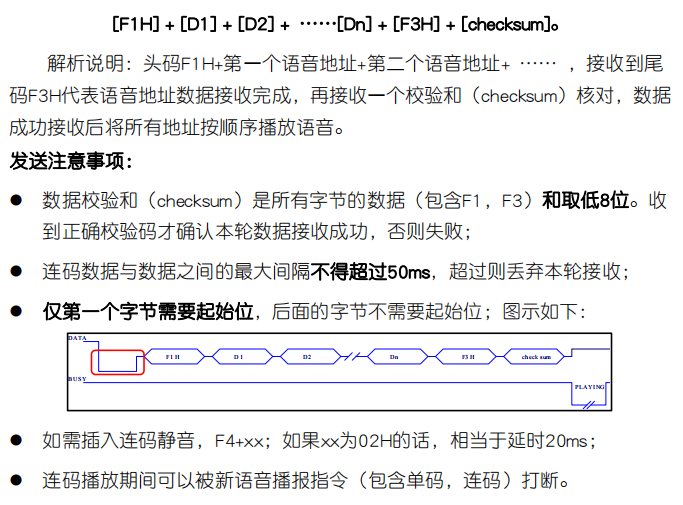 [F1H] + [D1] + [D2] + ……[Dn] + [F3H] + [checksum]。
解析说明：头码F1H+第一个语音地址+第二个语音地址+ …… ，接收到尾
码F3H代表语音地址数据接收完成，再接收一个校验和（checksum）核对，数据
成功接收后将所有地址按顺序播放语音。
发送注意事项：
● 数据校验和（checksum）是所有字节的数据（包含F1，F3）和取低8位。收
到正确校验码才确认本轮数据接收成功，否则失败；
● 连码数据与数据之间的最大间隔不得超过50ms，超过则丢弃本轮接收；
● 仅第一个字节需要起始位，后面的字节不需要起始位；图示如下：
DATA
F1H D1 D2 Dn F3H check sum
BUSY
PLAYING
● 如需插入连码静音，F4+xx；如果xx为02H的话，相当于延时20ms；
● 连码播放期间可以被新语音播报指令（包含单码，连码）打断。